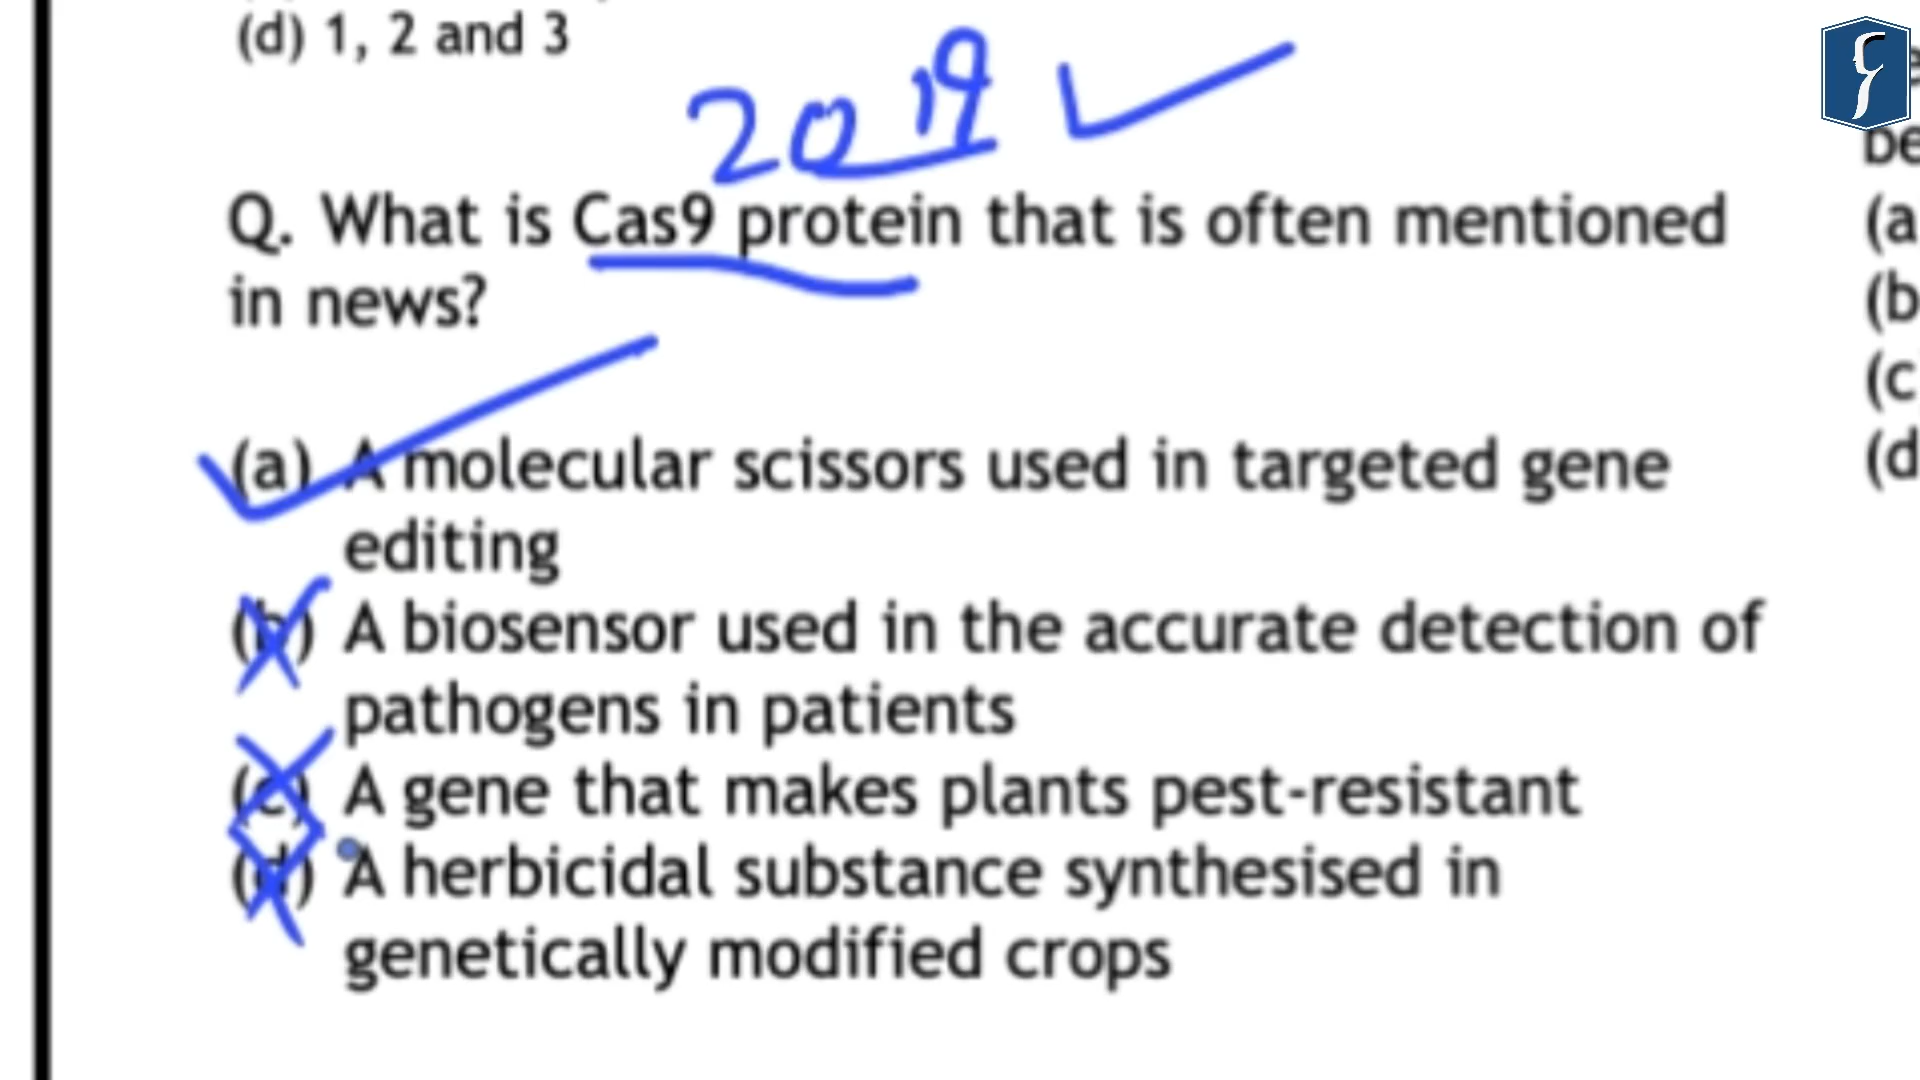 (d) 1, 2 and 3
2019
Q. What is Cas9 protein that is often mentioned
in news?
(a) A molecular scissors used in targeted gene
editing
(b) A biosensor used in the accurate detection of
pathogens in patients
(c) A gene that makes plants pest-resistant
(d) A herbicidal substance synthesised in
genetically modified crops
be
(a
(b
(c
(d